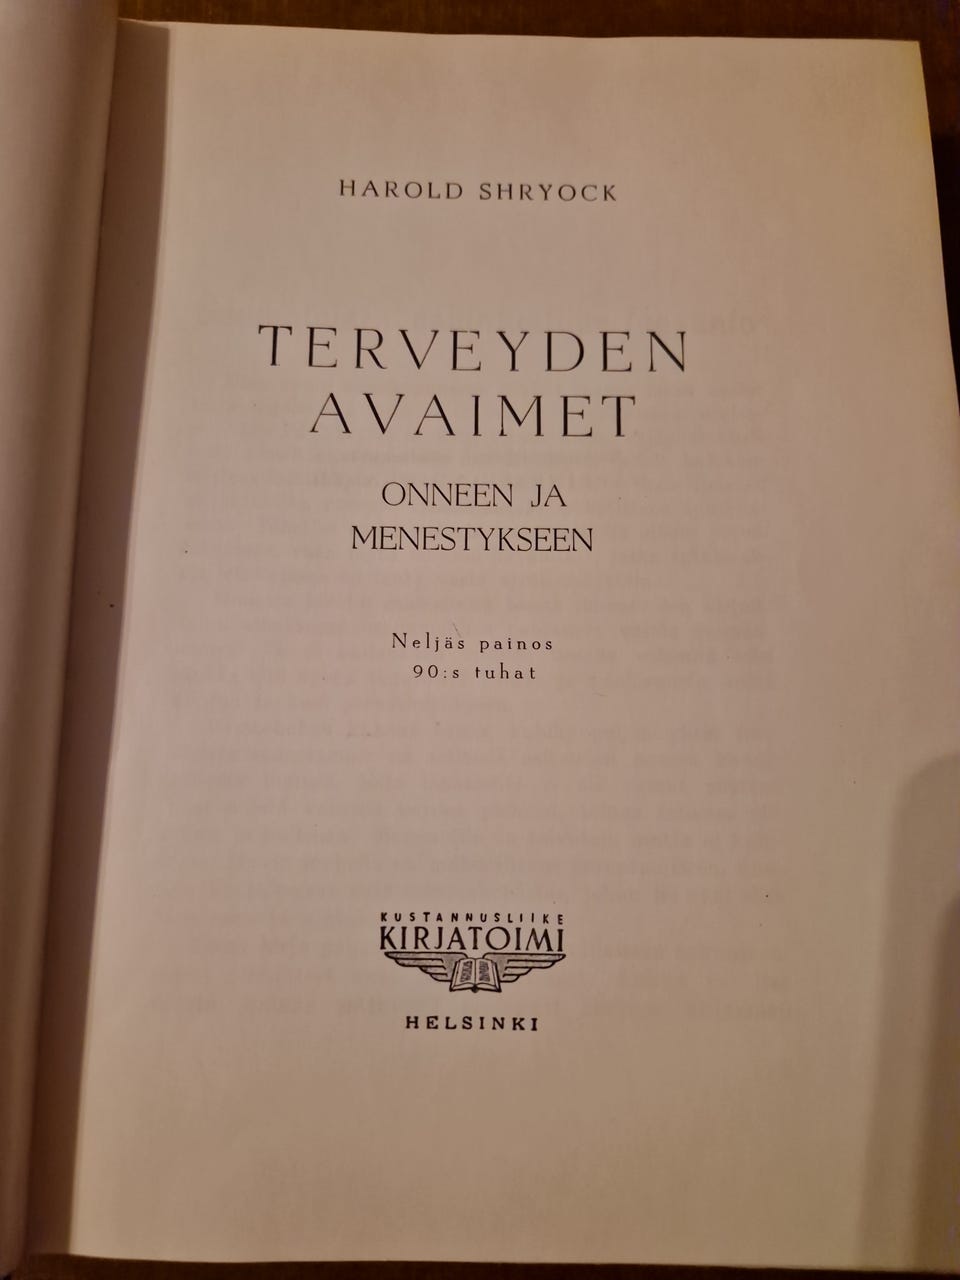 HAROLD SHRYOCK
TERVEYDEN
AVAIMET
ONNEEN JA
MENESTYKSEEN
Neljäs painos
90:s tuhat
KUSTANNUSLIIKE
KIRJATOIMI
HELSINKI